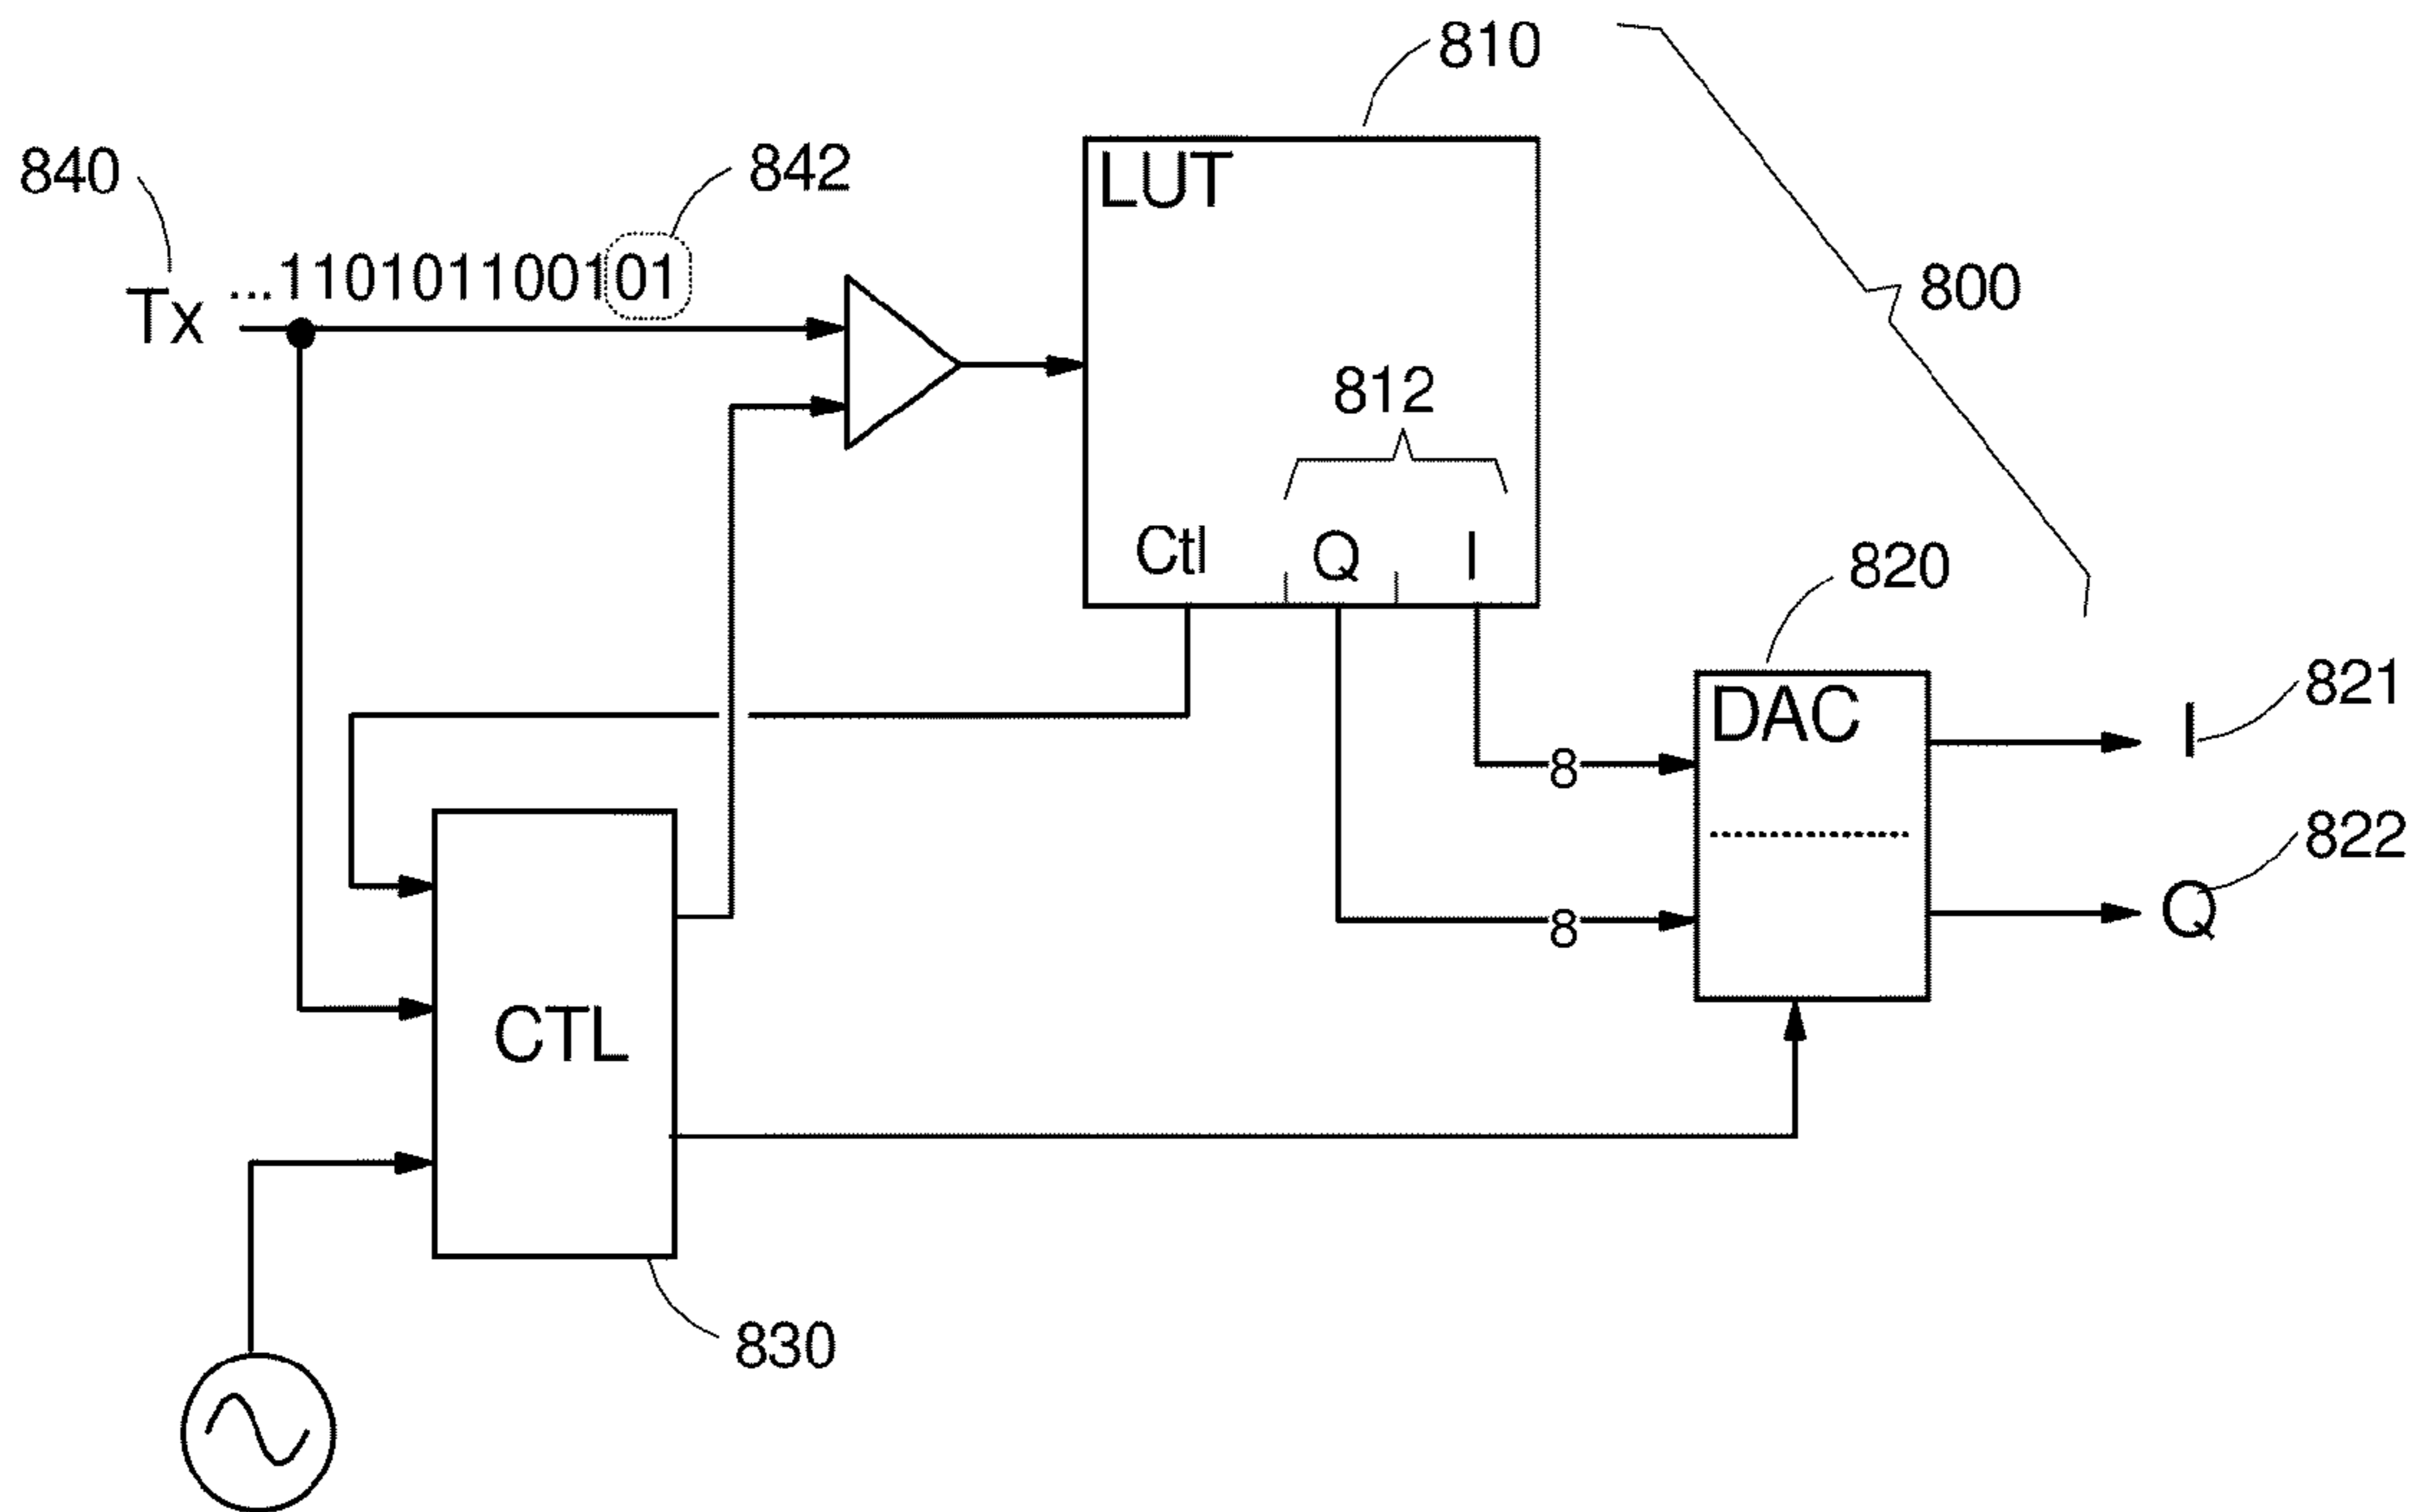 810
840
842
LUT
...110101100101
Tx
800
812
Ctl Q I
820
DAC
I 821
8
822
8
Q
CTL
830